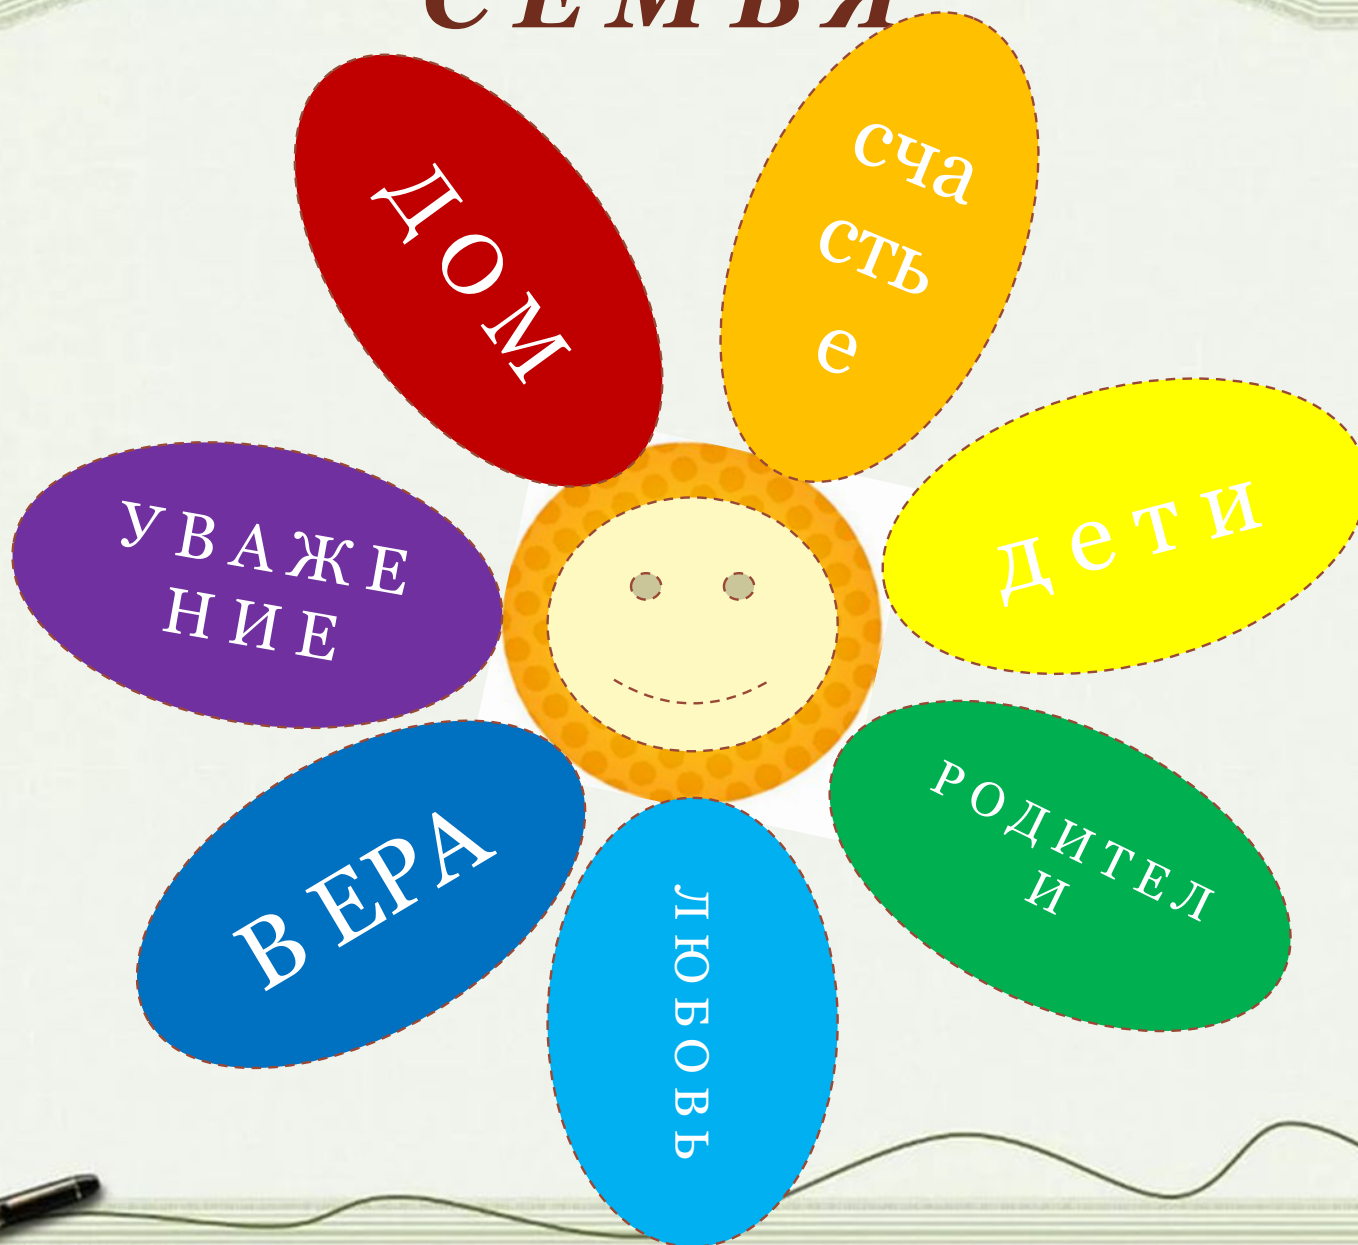 СЕМЬЯ
ДОМ
сча
сть
е
дети
УВАЖЕ
НИЕ
РОДИТЕЛ
И
ВЕРА
ЛЮБОВЬ